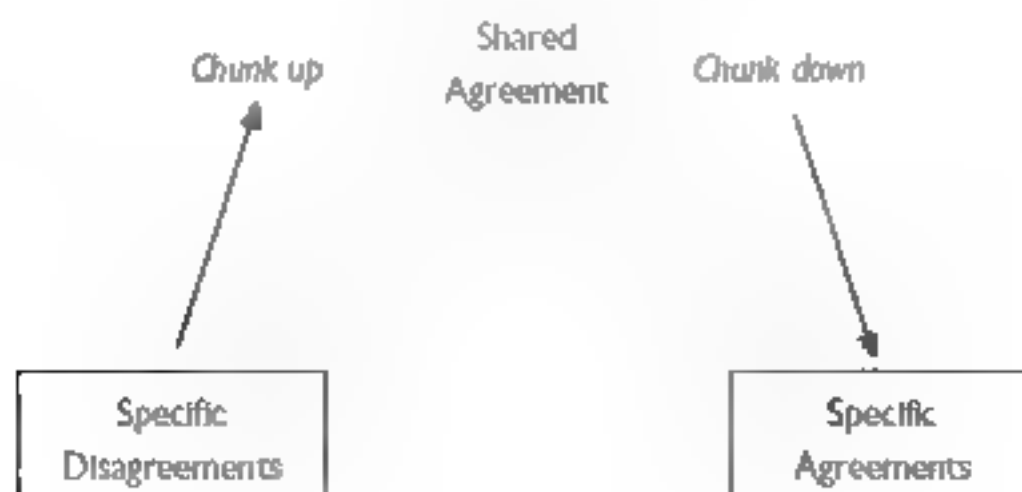 Chunk up
Shared
Agreement
Chunk down
Specific
Disagreements
Specific
Agreements